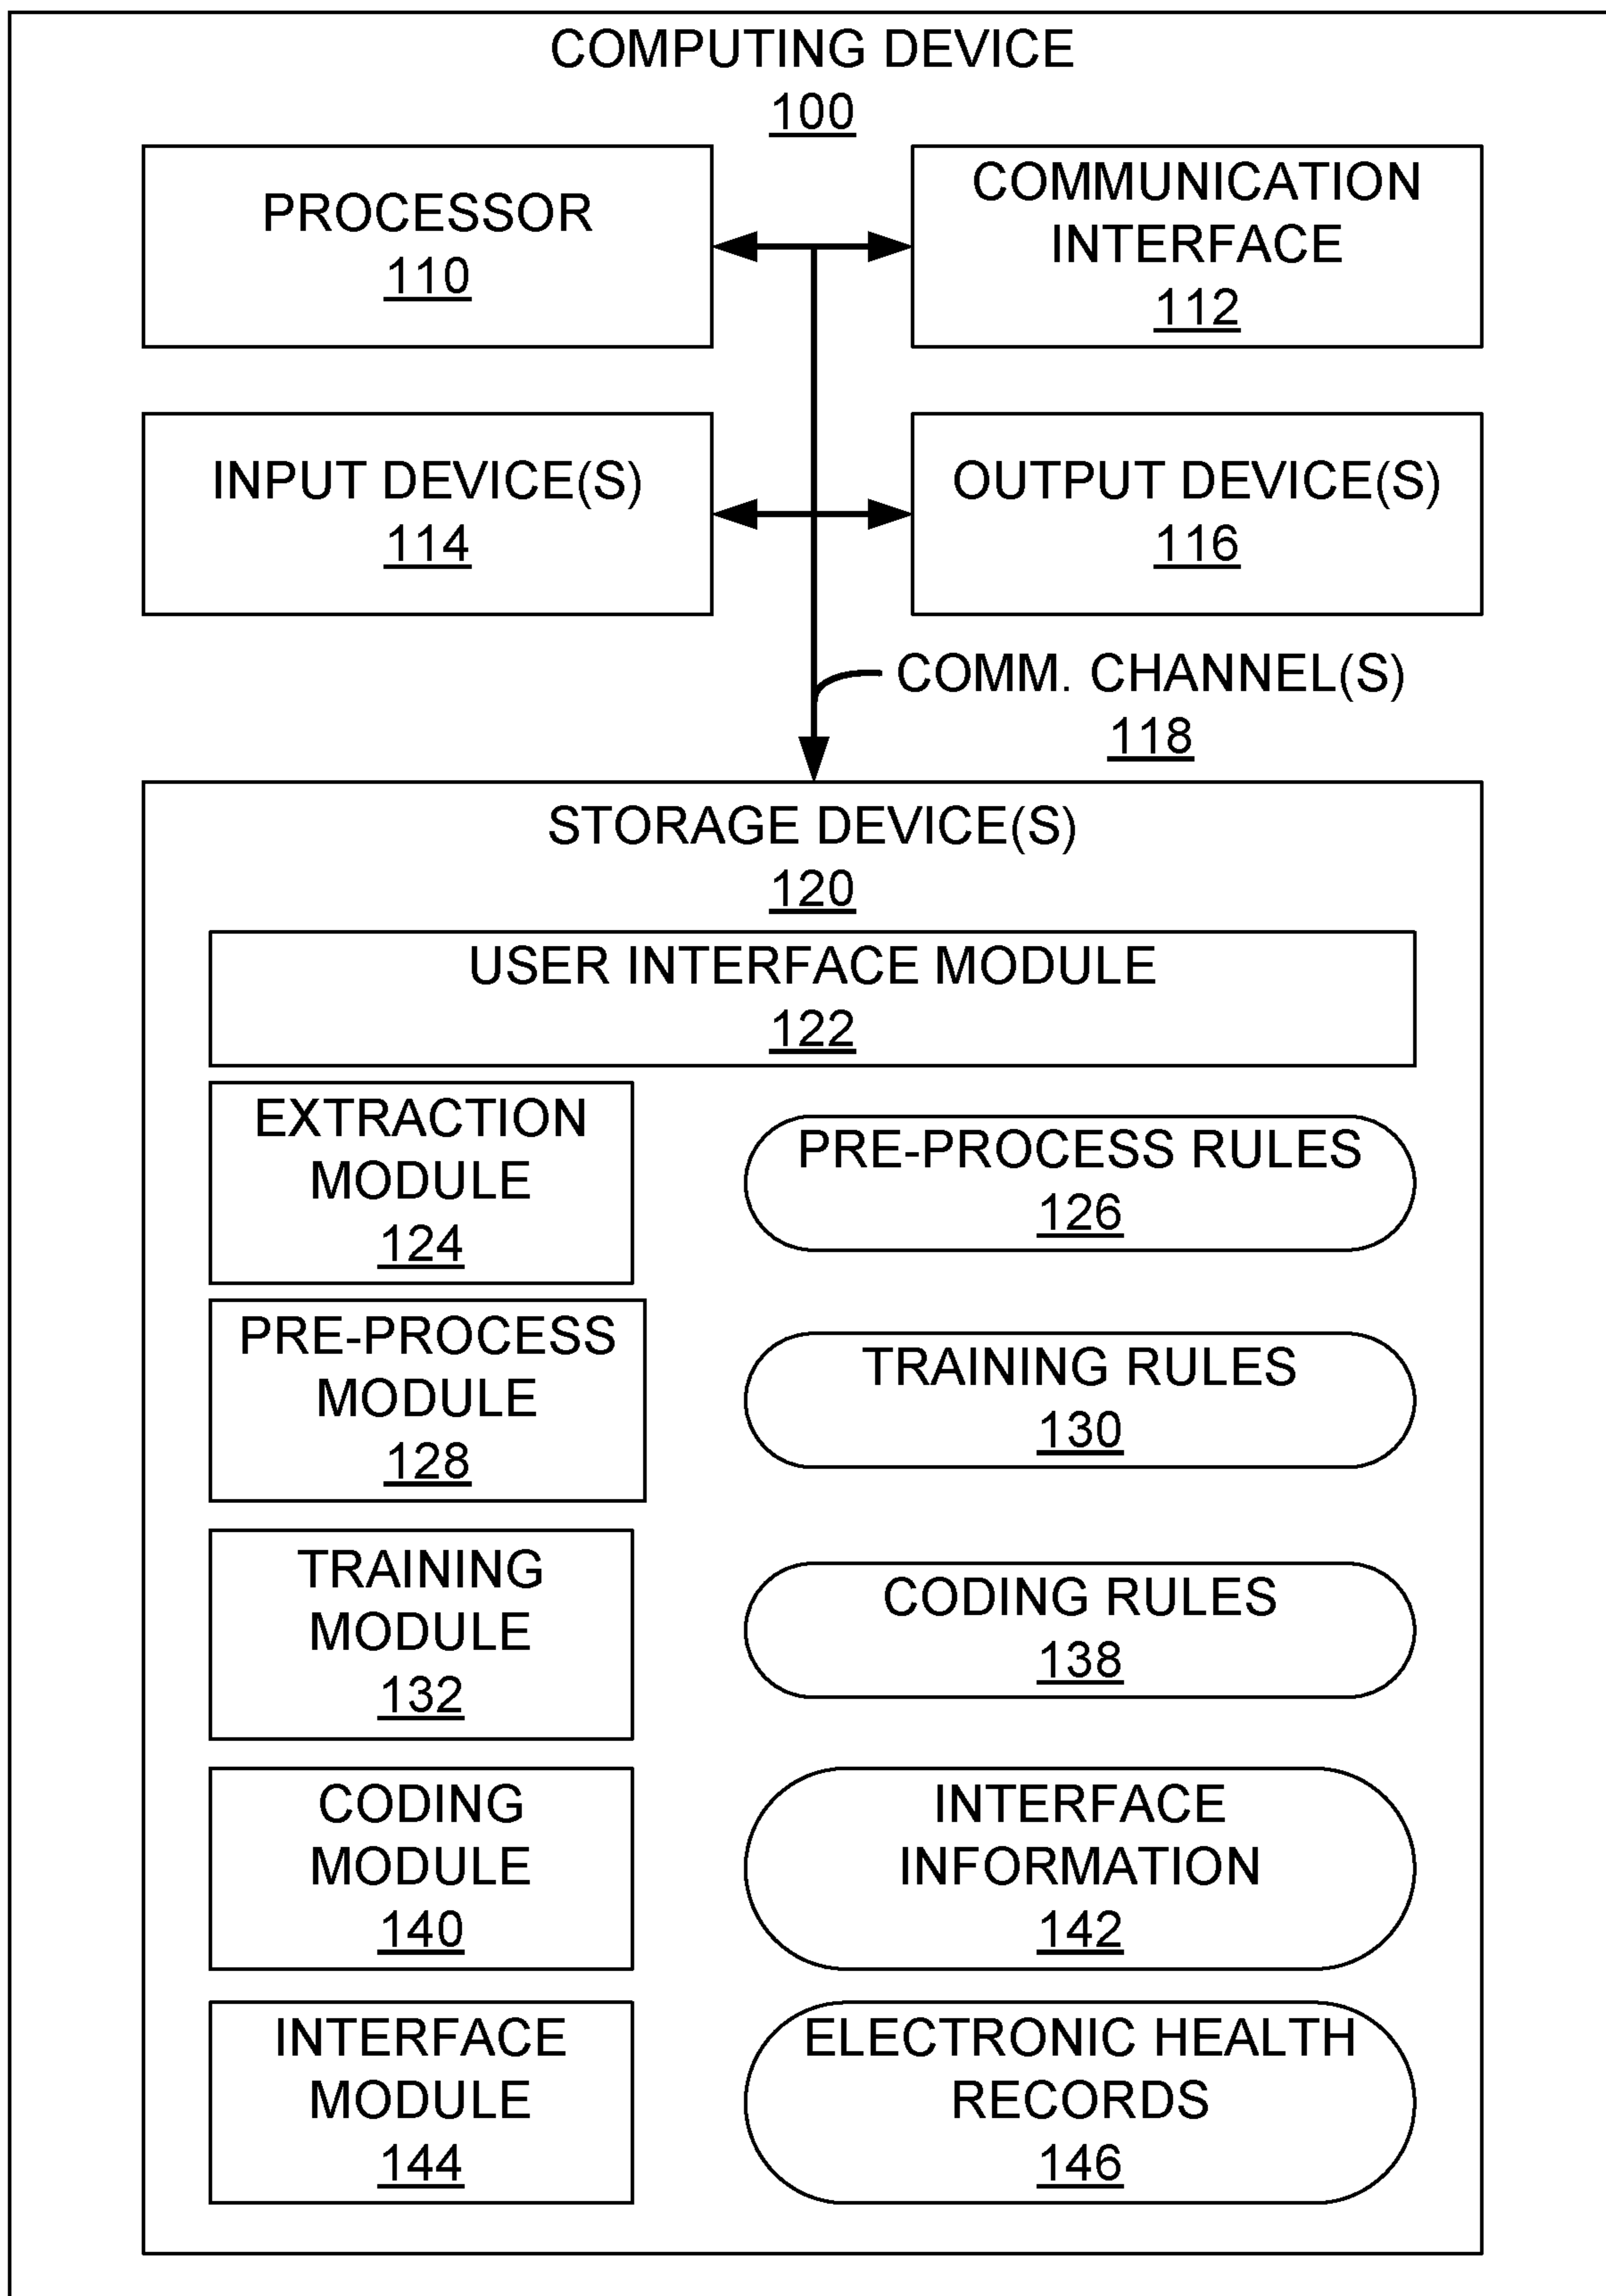 COMPUTING DEVICE
100
PROCESSOR
110
COMMUNICATION
INTERFACE
112
INPUT DEVICE(S)
114
OUTPUT DEVICE(S)
116
COMM. CHANNEL(S)
118
STORAGE DEVICE(S)
120
USER INTERFACE MODULE
122
EXTRACTION
MODULE
124
PRE-PROCESS RULES
126
PRE-PROCESS
MODULE
128
TRAINING RULES
130
TRAINING
MODULE
132
CODING RULES
138
CODING
MODULE
140
INTERFACE
INFORMATION
142
INTERFACE
MODULE
144
ELECTRONIC HEALTH
RECORDS
146